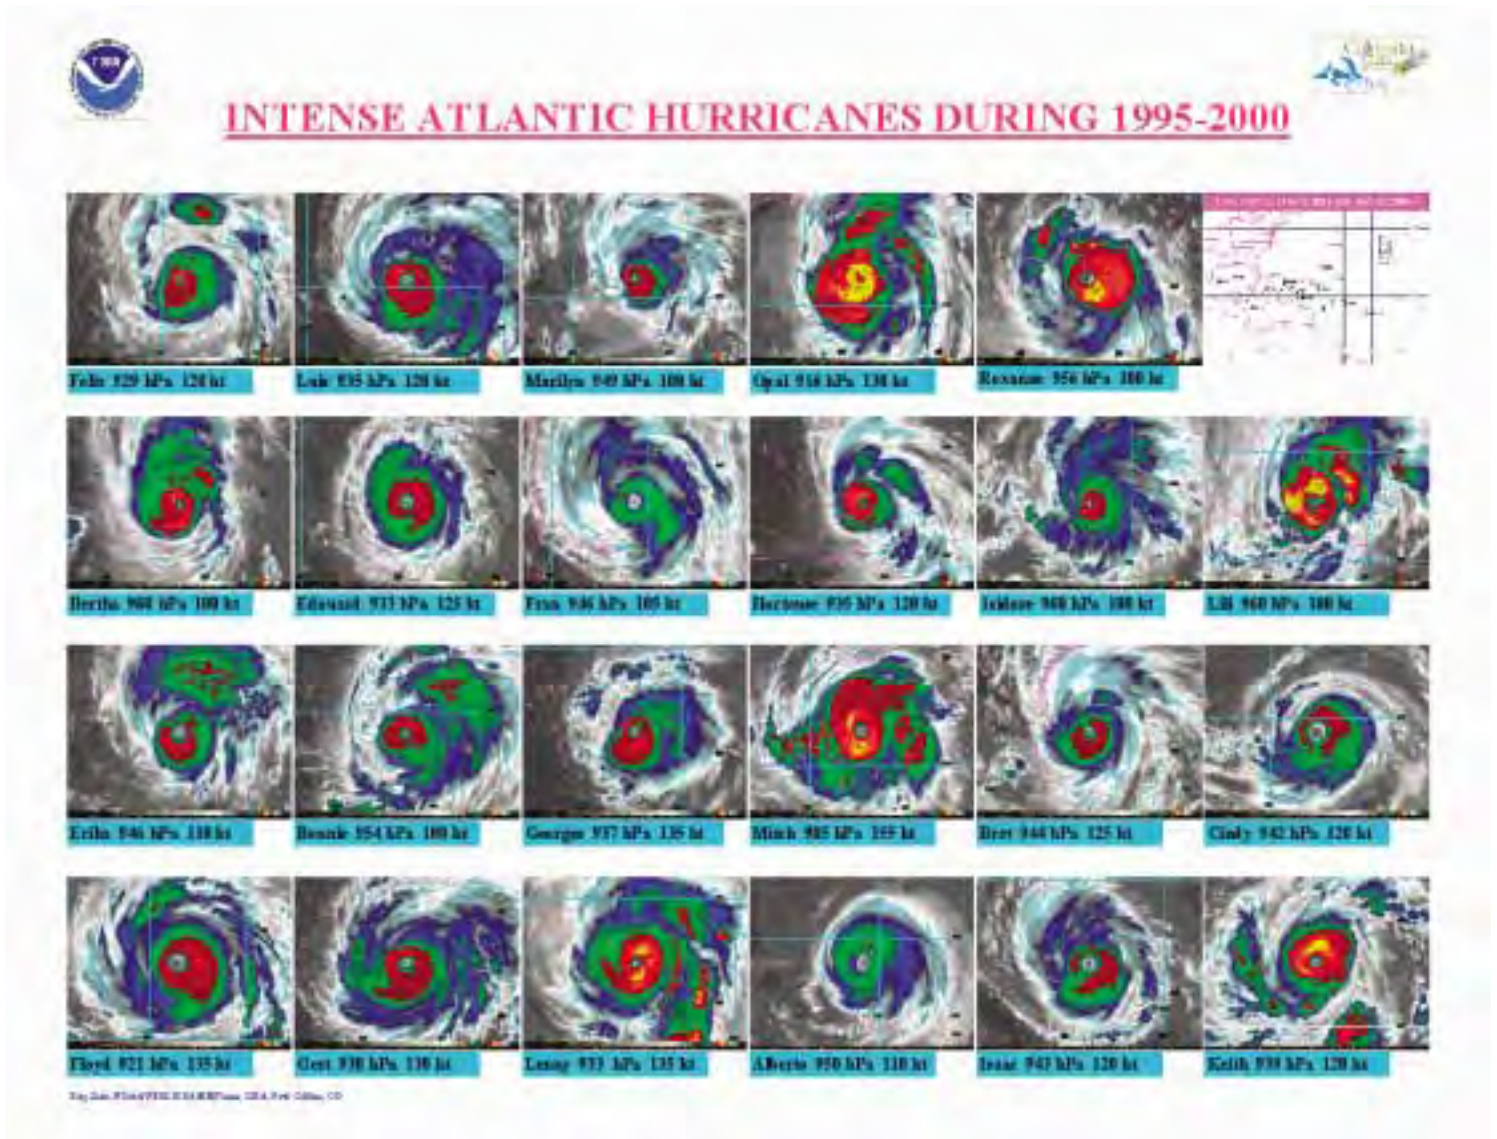 INTENSE ATLANTIC HURRICANES DURING 1995-2000
Felix 929 hPa 120 kt
Luis 935 hPa 120 kt
Marilyn 949 hPa 100 kt
Opal 916 hPa 130 kt
Roxanne 956 hPa 100 kt
Bertha 960 hPa 100 kt
Edouard 933 hPa 125 kt
Fran 946 hPa 105 kt
Hortense 935 hPa 120 kt
Isidore 960 hPa 100 kt
Lili 960 hPa 100 kt
Erika 946 hPa 110 kt
Bonnie 954 hPa 100 kt
Georges 937 hPa 135 kt
Mitch 905 hPa 155 kt
Bret 944 hPa 125 kt
Cindy 942 hPa 120 kt
Floyd 921 hPa 135 kt
Gert 930 hPa 130 kt
Lenny 933 hPa 135 kt
Alberto 950 hPa 110 kt
Isaac 943 hPa 120 kt
Keith 939 hPa 120 kt